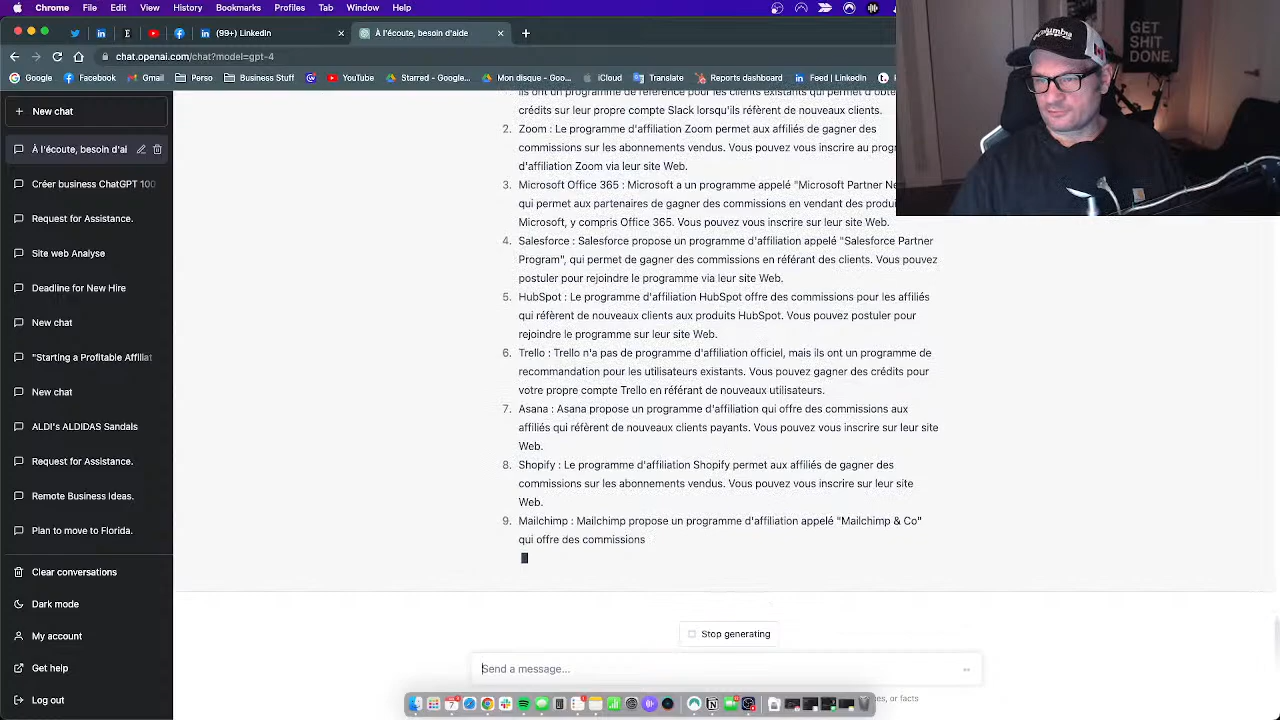 Chrome File Edit View History Bookmarks Profiles Tab Window Help
(99+) LinkedIn
À l'écoute, besoin d'aide
chat.openai.com/chat?model=gpt-4
Google Facebook Business Stuff YouTube Starred - Google... Mon disque - Goo... iCloud Translate Reports dashboard Feed | LinkedIn
GET
SHIT
DONE.
Columbia
New chat
À l'écoute, besoin d'ai
Créer business ChatGPT 100
Request for Assistance.
Site web Analyse
Deadline for New Hire
New chat
"Starting a Profitable Affiliat
New chat
ALDI's ALDIDAS Sandals
Request for Assistance.
Remote Business Ideas.
Plan to move to Florida.
Clear conversations
Dark mode
My account
Get help
Log out
ils ont un programme de référence pour les clients existants qui permet d'obte
crédits sur leur propre compte Slack lorsqu'ils réfèrent de nouveaux clients.
2. Zoom : Le programme d'affiliation Zoom permet aux affiliés de gagner des
commissions sur les abonnements vendus. Vous pouvez vous inscrire au prog
d'affiliation Zoom via leur site Web.
3. Microsoft Office 365 : Microsoft a un programme appelé "Microsoft Partner Ne
qui permet aux partenaires de gagner des commissions en vendant des produ
Microsoft, y compris Office 365. Vous pouvez vous inscrire sur leur site Web.
4. Salesforce : Salesforce propose un programme d'affiliation appelé "Salesforce Partner
Program", qui permet de gagner des commissions en référant des clients. Vous pouvez
postuler pour rejoindre le programme via leur site Web.
5. HubSpot : Le programme d'affiliation HubSpot offre des commissions pour les affiliés
qui réfèrent de nouveaux clients aux produits HubSpot. Vous pouvez postuler pour
rejoindre le programme sur leur site Web.
6. Trello : Trello n'a pas de programme d'affiliation officiel, mais ils ont un programme de
recommandation pour les utilisateurs existants. Vous pouvez gagner des crédits pour
votre propre compte Trello en référant de nouveaux utilisateurs.
7. Asana : Asana propose un programme d'affiliation qui offre des commissions aux
affiliés qui réfèrent de nouveaux clients payants. Vous pouvez vous inscrire sur leur site
Web.
8. Shopify : Le programme d'affiliation Shopify permet aux affiliés de gagner des
commissions sur les abonnements vendus. Vous pouvez vous inscrire sur leur site
Web.
9. Mailchimp : Mailchimp propose un programme d'affiliation appelé "Mailchimp & Co"
qui offre des commissions
Stop generating
Send a message...
or facts